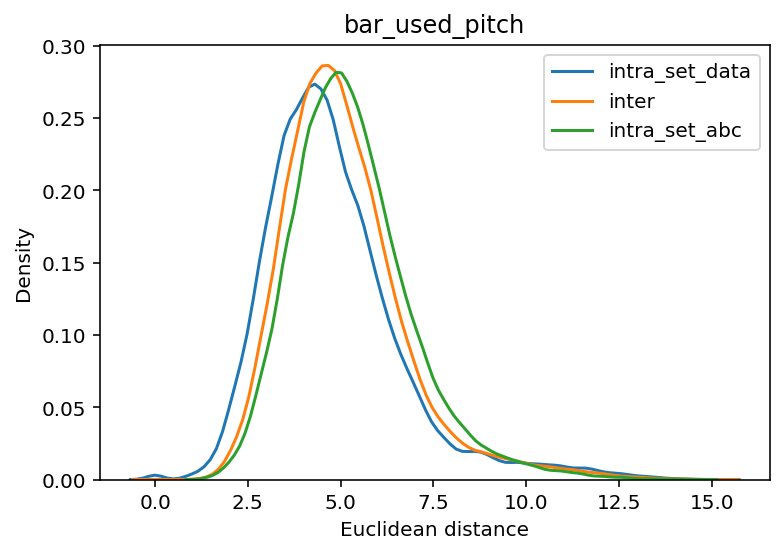 bar_used_pitch
intra_set_data
inter
intra_set_abc
Density
0.30
0.25
0.20
0.15
0.10
0.05
0.00
0.0 2.5 5.0 7.5 10.0 12.5 15.0
Euclidean distance